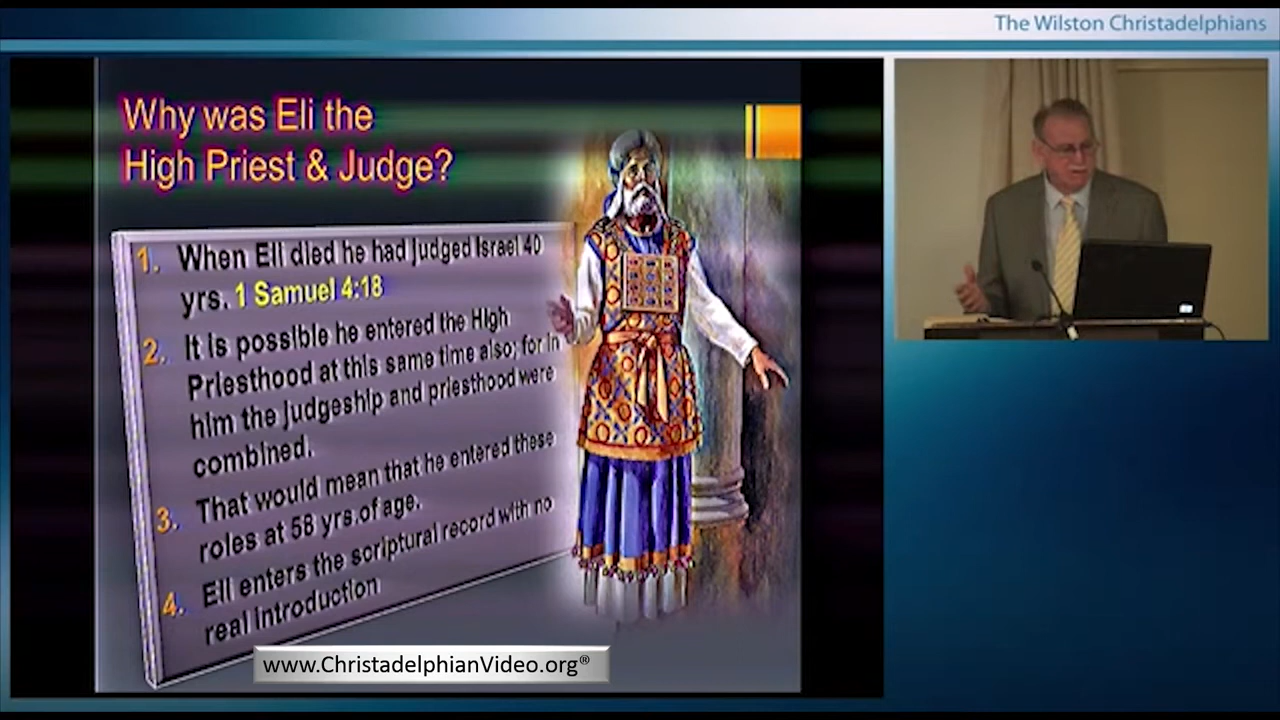 The Wilston Christadelphians
Why was Eli the
High Priest & Judge?
1. When Eli died he had judged Israel 40
yrs. 1 Samuel 4:18
2. It is possible he entered the High
Priesthood at this same time also; for in
him the judgeship and priesthood were
combined.
3. That would mean that he entered these
roles at 58 yrs.of age.
4. Eli enters the scriptural record with no
real introduction
www.ChristadelphianVideo.org®